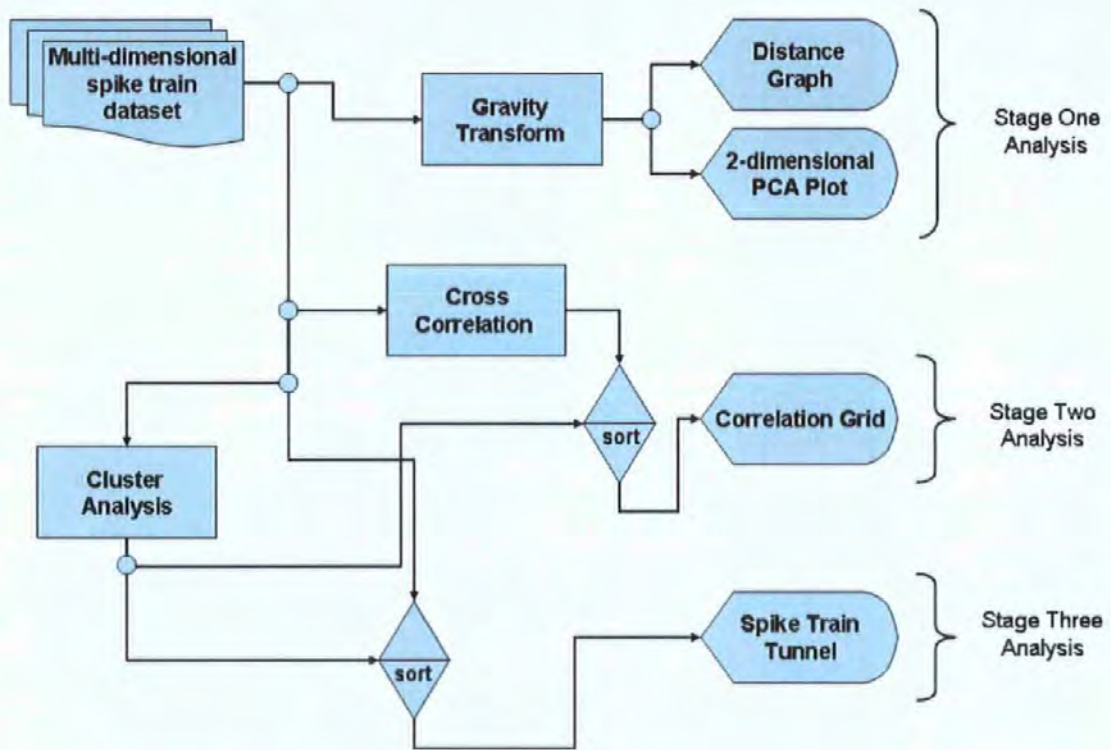 Multi-dimensional
spike train
dataset
Gravity
Transform
Distance
Graph
2-dimensional
PCA Plot
Stage One
Analysis
Cross
Correlation
sort
Correlation Grid
Stage Two
Analysis
Cluster
Analysis
sort
Spike Train
Tunnel
Stage Three
Analysis